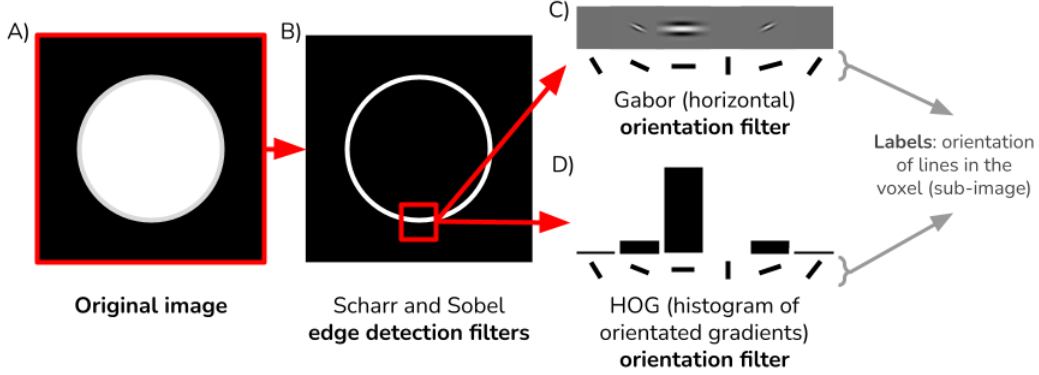 A)
Original image
B)
Scharr and Sobel
edge detection filters
C)
Gabor (horizontal)
orientation filter
D)
HOG (histogram of
orientated gradients)
orientation filter
Labels: orientation
of lines in the
voxel (sub-image)